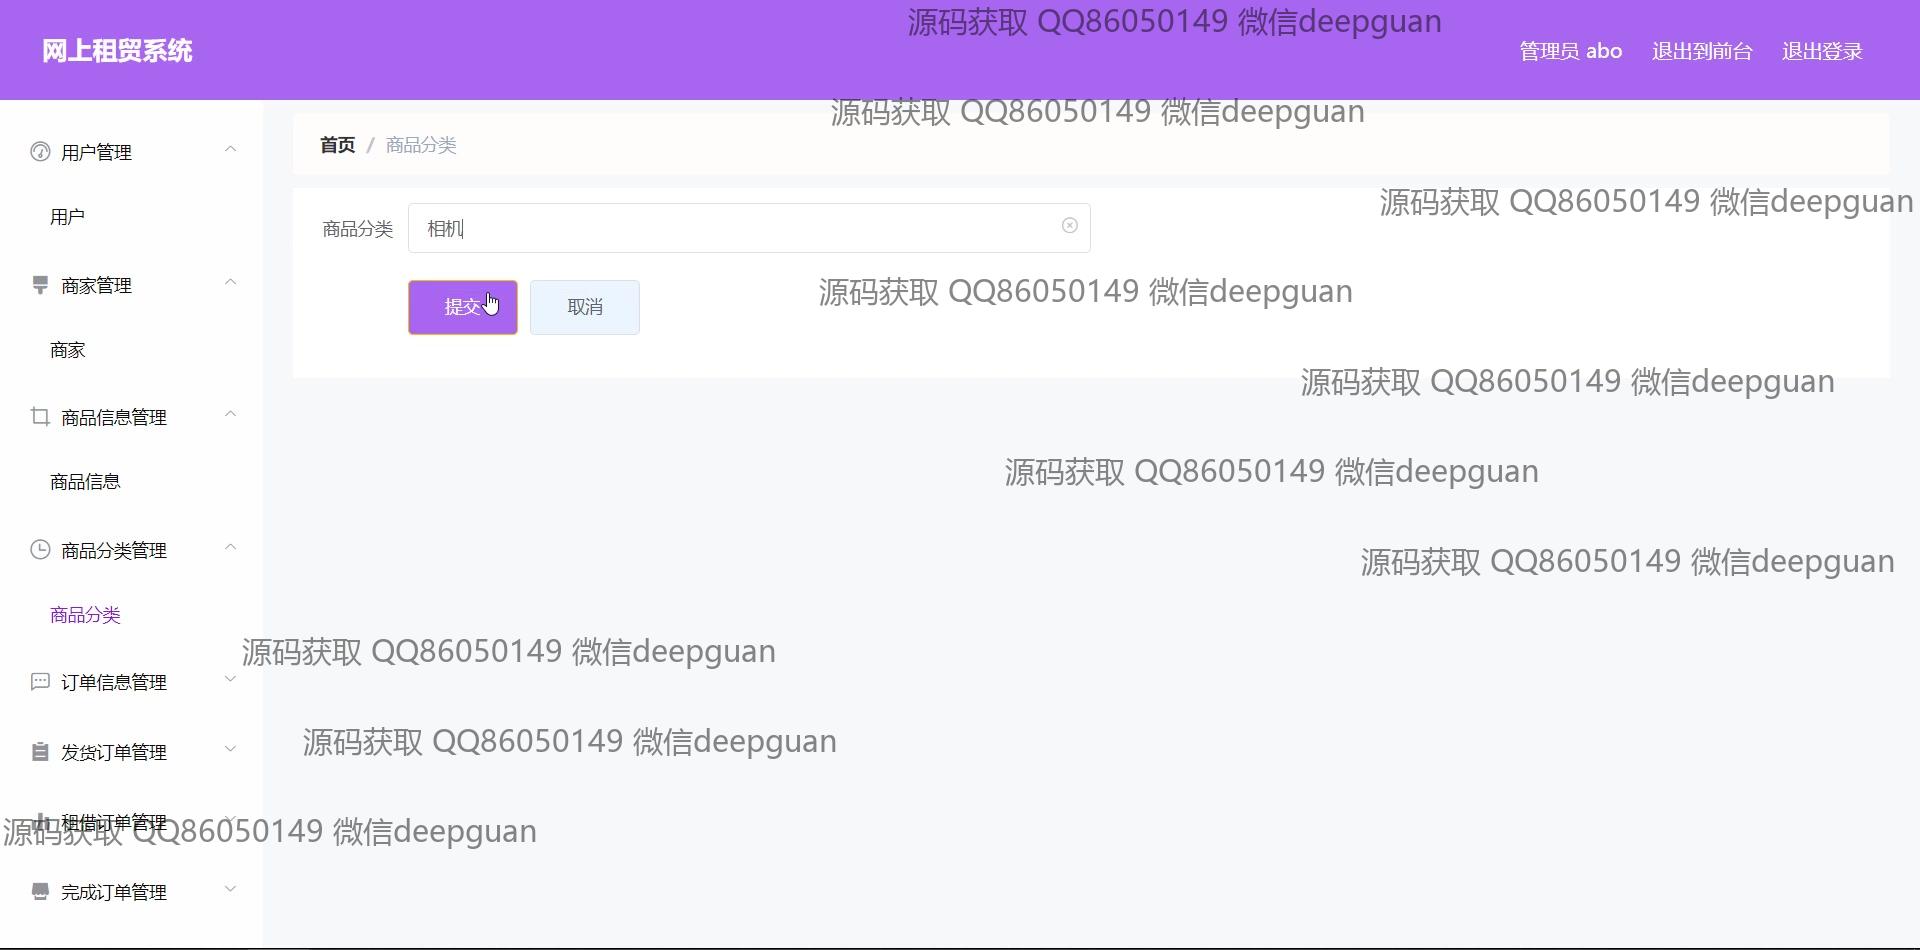 源码获取 QQ86050149 微信deepguan
网上租贸系统
管理员 abo 退出到前台 退出登录
源码获取 QQ86050149 微信deepguan
首页 / 商品分类
用户管理
源码获取 QQ86050149 微信deepguan
用户
商品分类 相机
商家管理
源码获取 QQ86050149 微信deepguan
提交 取消
商家
源码获取 QQ86050149 微信deepguan
商品信息管理
源码获取 QQ86050149 微信deepguan
商品信息
商品分类管理
源码获取 QQ86050149 微信deepguan
商品分类
源码获取 QQ86050149 微信deepguan
订单信息管理
源码获取 QQ86050149 微信deepguan
发货订单管理
租借订单管理
源码获取 QQ86050149 微信deepguan
完成订单管理